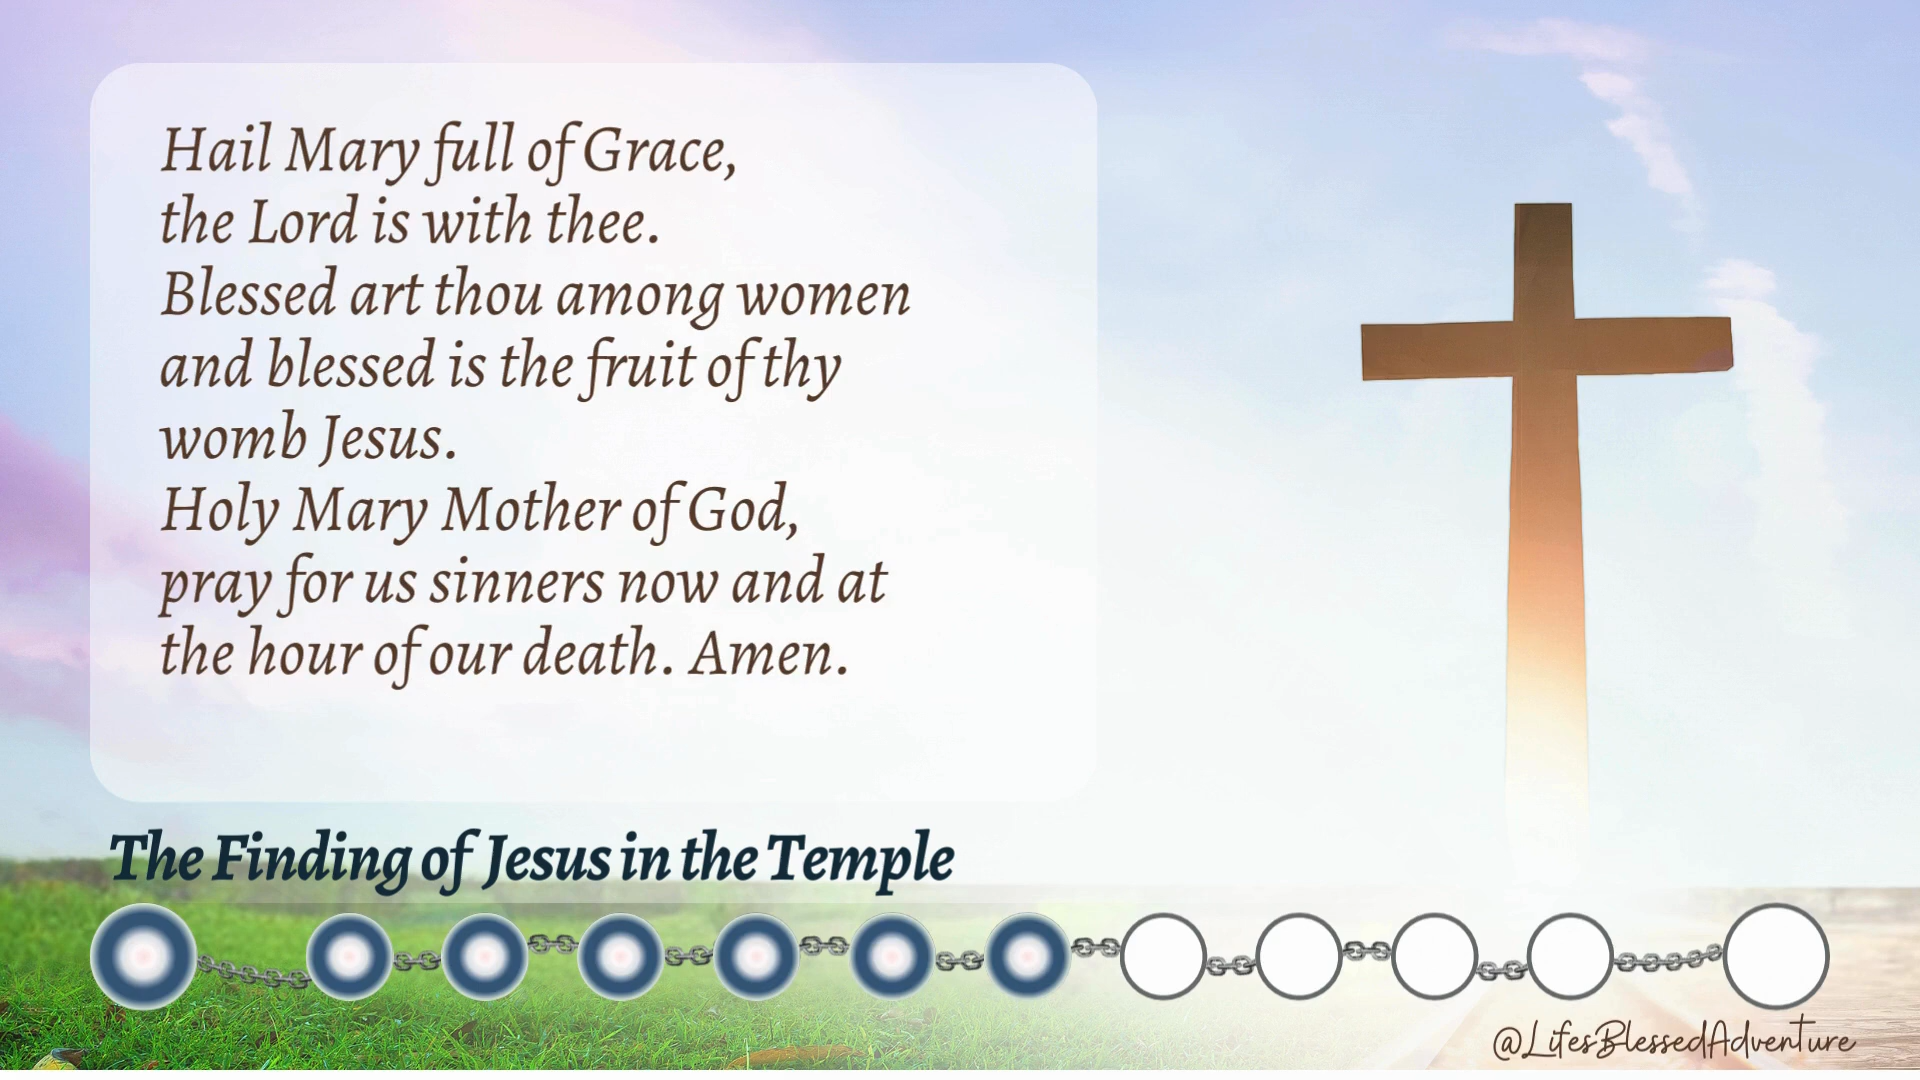 Hail Mary full of Grace,
the Lord is with thee.
Blessed art thou among women
and blessed is the fruit of thy
womb Jesus.
Holy Mary Mother of God,
pray for us sinners now and at
the hour of our death. Amen.
The Finding of Jesus in the Temple
@LifesBlessedAdventure